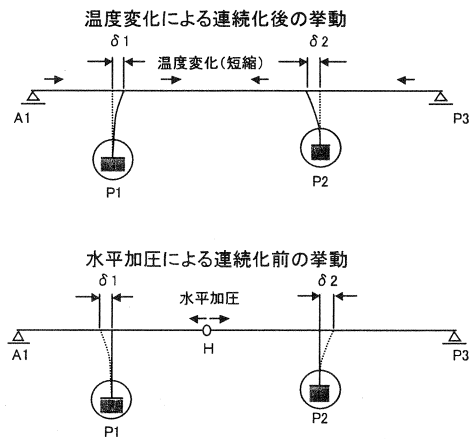 温度変化による連続化後の挙動
δ1
δ2
温度変化(短縮)
A1
P3
P1
P2
水平加圧による連続化前の挙動
δ1
δ2
水平加圧
A1
H
P3
P1
P2